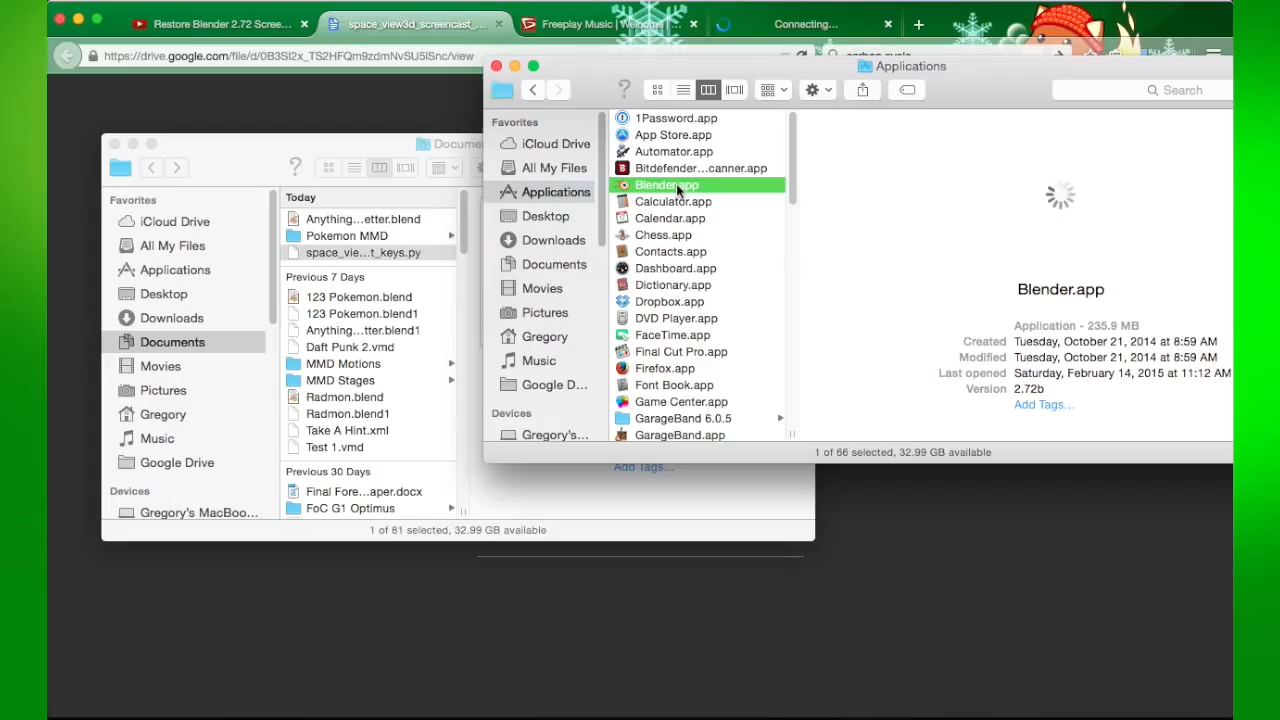 Restore Blender 2.72 Scree...
space_view3d_screencast_...
Freeplay Music | Welcome | ...
Connecting...
https://drive.google.com/file/d/0B3Sl2x_TS2HFQm9zdmNvSU5lSnc/view
Applications
Search
Favorites
iCloud Drive
All My Files
Applications
Desktop
Downloads
Documents
Movies
Pictures
Gregory
Music
Google D...
Devices
Gregory's...
1Password.app
App Store.app
Automator.app
Bitdefender...canner.app
Blender.app
Calculator.app
Calendar.app
Chess.app
Contacts.app
Dashboard.app
Dictionary.app
Dropbox.app
DVD Player.app
FaceTime.app
Final Cut Pro.app
Firefox.app
Font Book.app
Game Center.app
GarageBand 6.0.5
GarageBand.app
Blender.app
Application - 235.9 MB
Created Tuesday, October 21, 2014 at 8:59 AM
Modified Tuesday, October 21, 2014 at 8:59 AM
Last opened Saturday, February 14, 2015 at 11:12 AM
Version 2.72b
Add Tags...
1 of 66 selected, 32.99 GB available
Favorites
iCloud Drive
All My Files
Applications
Desktop
Downloads
Documents
Movies
Pictures
Gregory
Music
Google Drive
Devices
Gregory's MacBoo...
Today
Anything...etter.blend
Pokemon MMD
space_vie...t_keys.py
Previous 7 Days
123 Pokemon.blend
123 Pokemon.blend1
Anything...tter.blend1
Daft Punk 2.vmd
MMD Motions
MMD Stages
Radmon.blend
Radmon.blend1
Take A Hint.xml
Test 1.vmd
Previous 30 Days
Final Fore...aper.docx
FoC G1 Optimus
Add Tags...
1 of 81 selected, 32.99 GB available